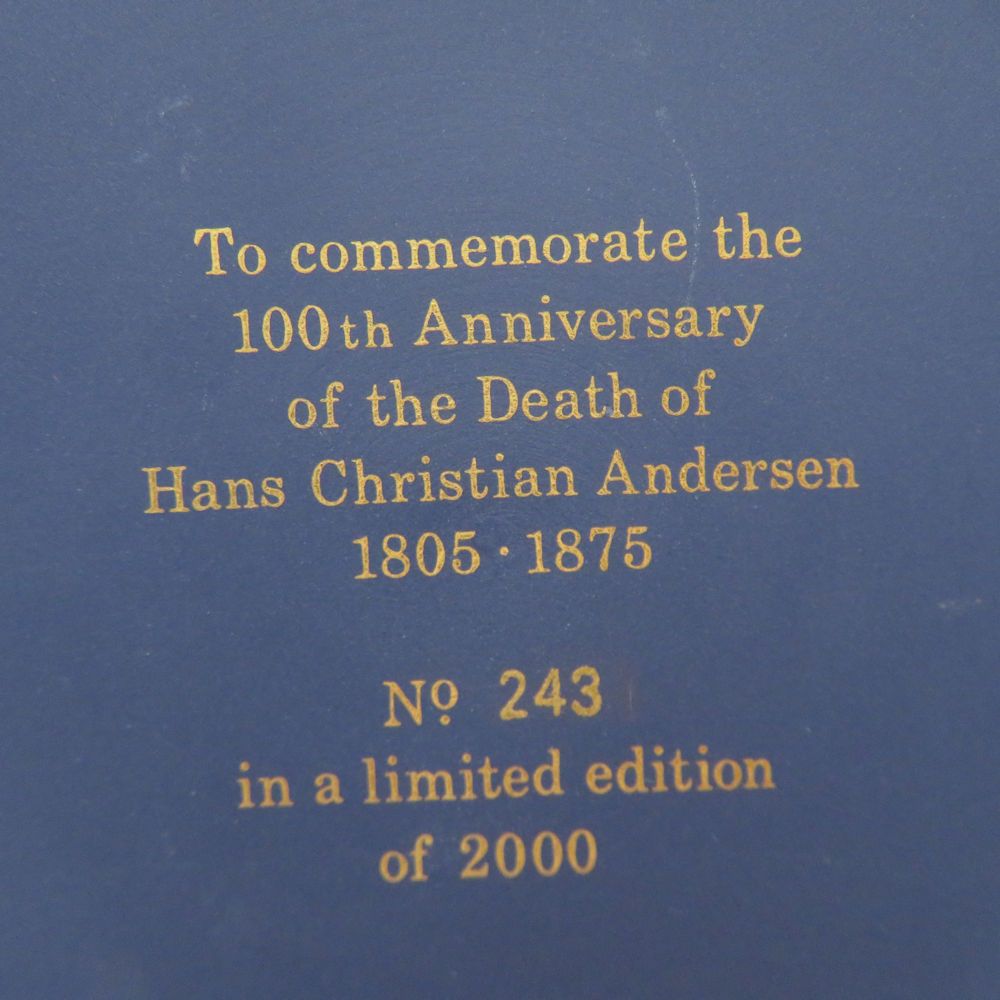 To commemorate the
100th Anniversary
of the Death of
Hans Christian Andersen
1805 · 1875
Nº 243
in a limited edition
of 2000